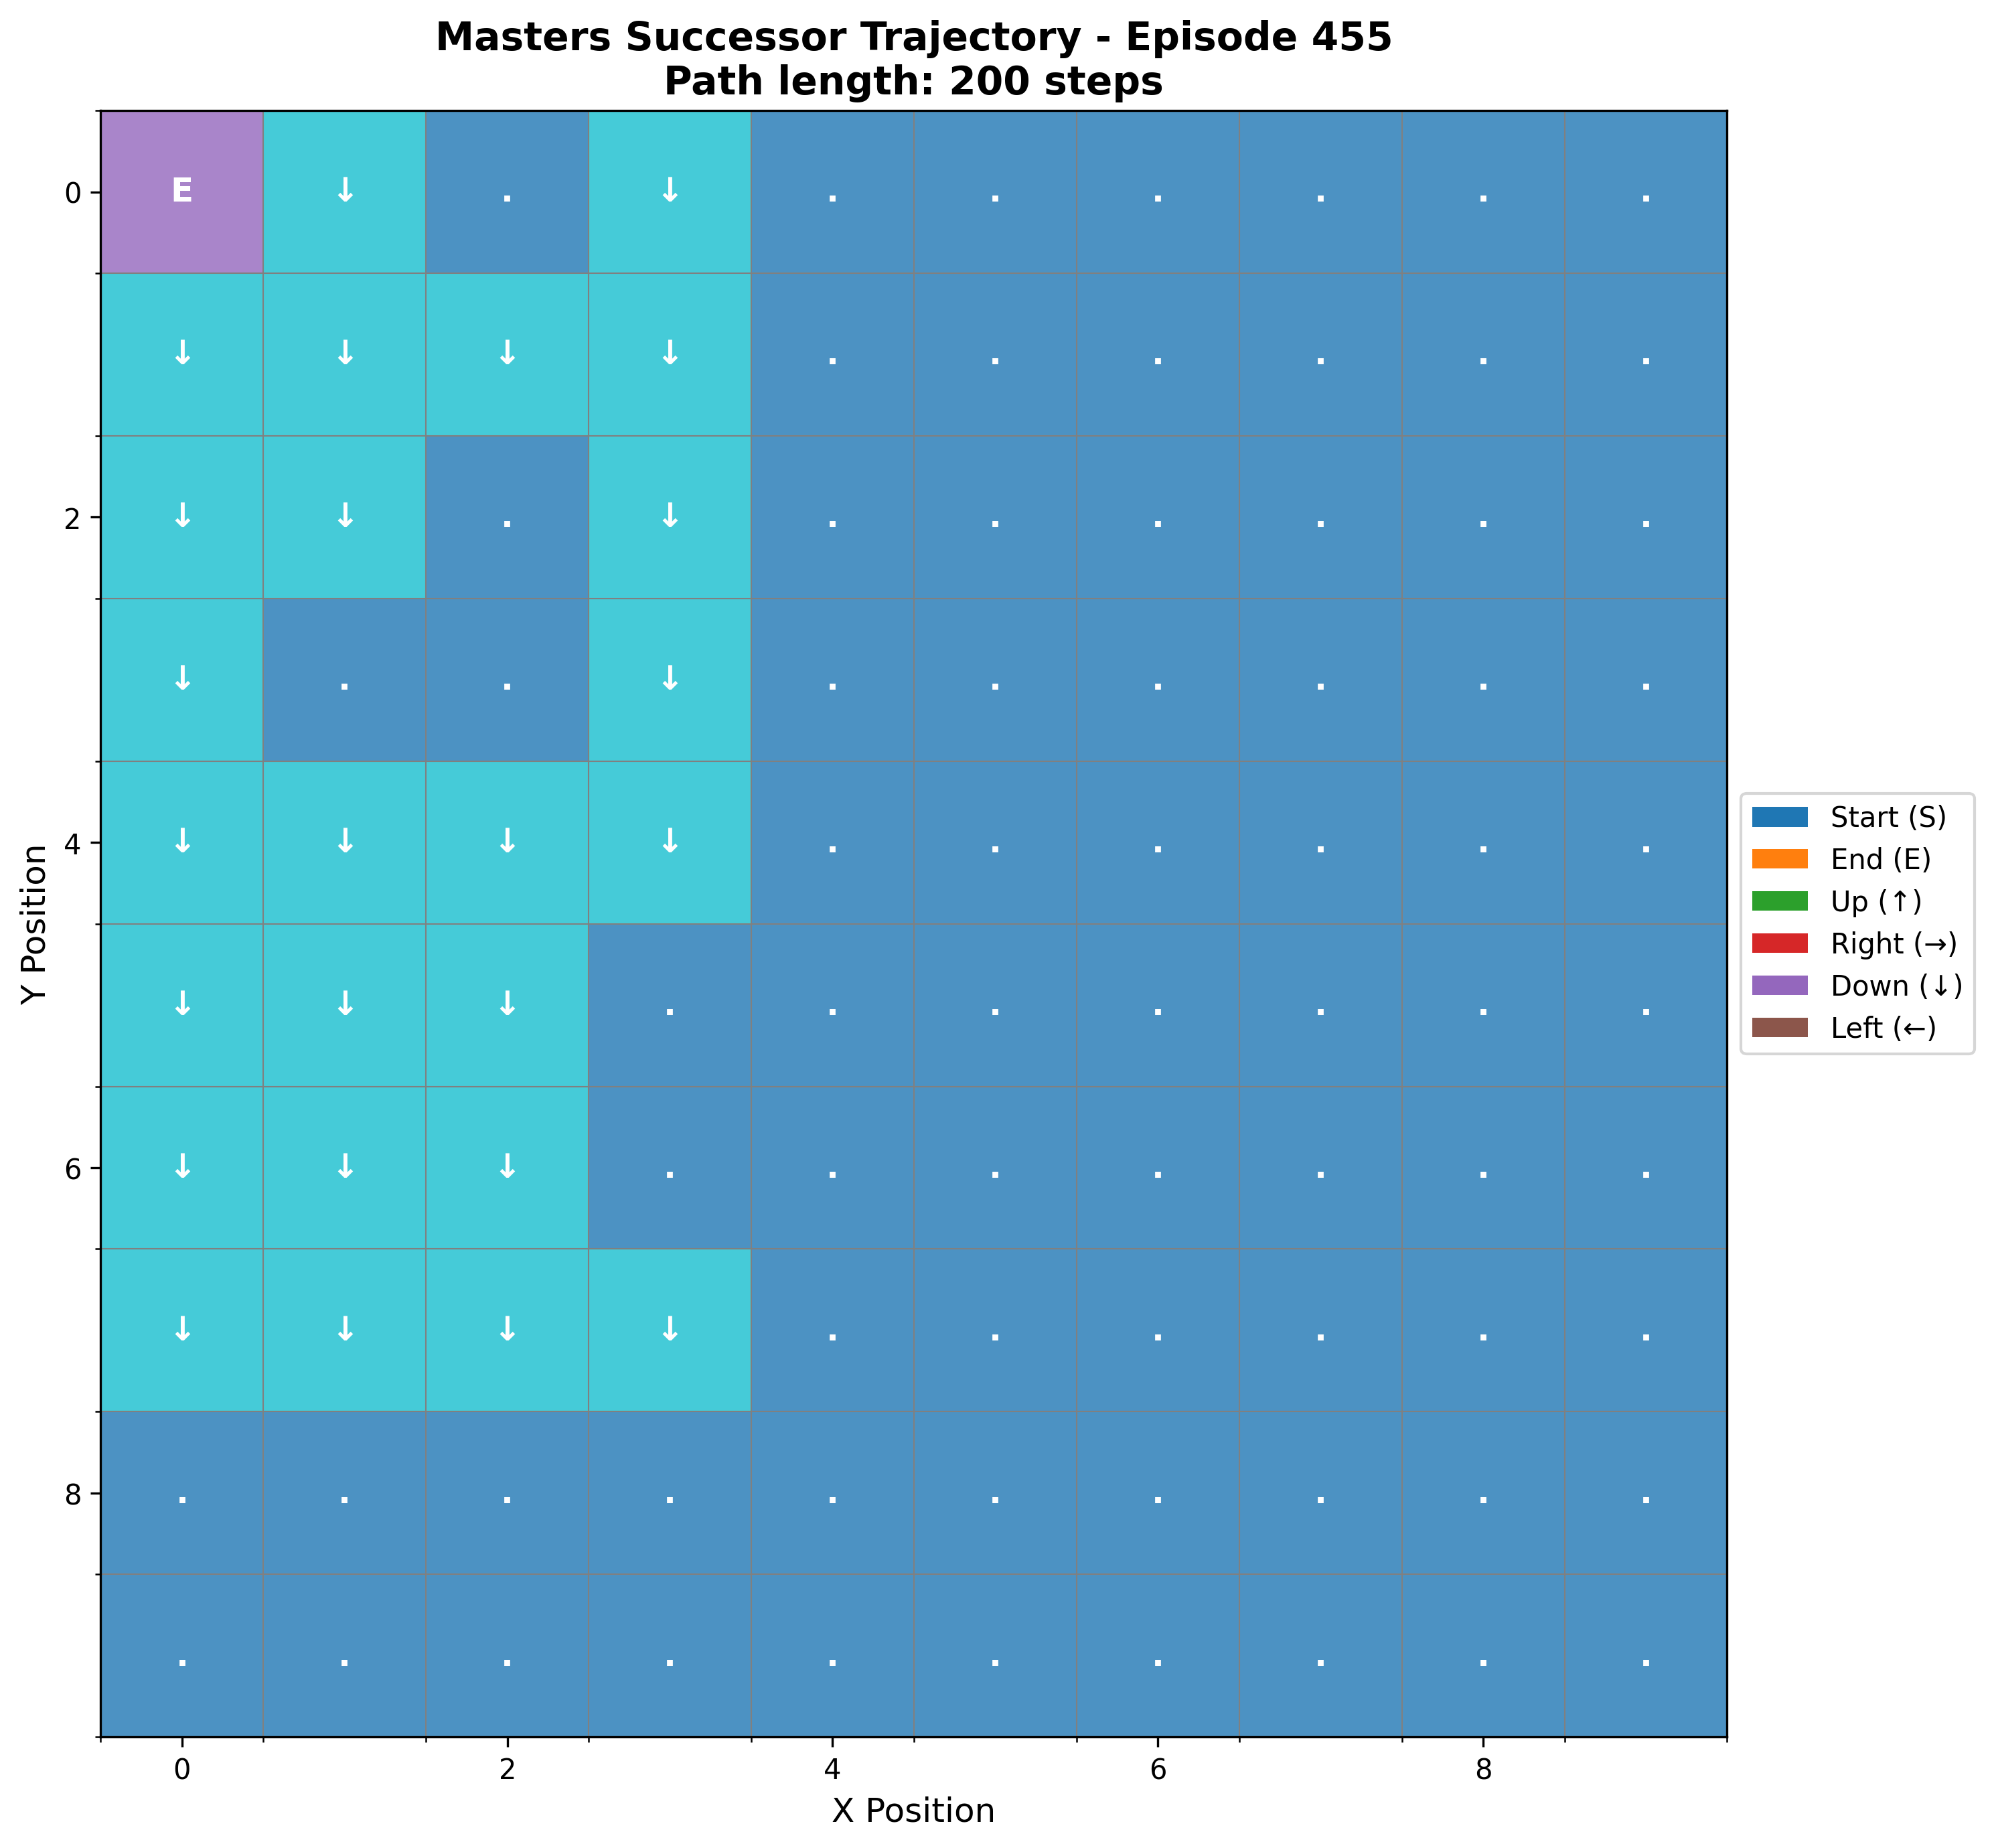 Masters Successor Trajectory - Episode 455
Path length: 200 steps
E ↓ . ↓ . . . . . .
↓ ↓ ↓ ↓ . . . . . .
↓ ↓ . ↓ . . . . . .
↓ . . ↓ . . . . . .
↓ ↓ ↓ ↓ . . . . . .
↓ ↓ ↓ . . . . . . .
↓ ↓ ↓ . . . . . . .
↓ ↓ ↓ ↓ . . . . . .
. . . . . . . . . .
. . . . . . . . . .
0
2
4
6
8
Y Position
0 2 4 6 8
X Position
Start (S)
End (E)
Up (↑)
Right (→)
Down (↓)
Left (←)